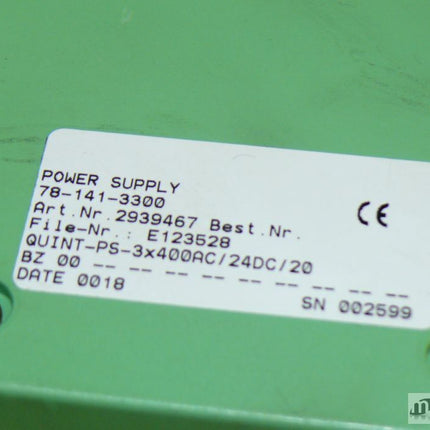 POWER SUPPLY
78-141-3300
Art.Nr.2939467 Best.Nr.
File-Nr.: E123528
QUINT-PS-3x400AC/24DC/20
BZ 00 -- -- -- -- -- -- -- -- --
DATE 0018
SN 002599
CE